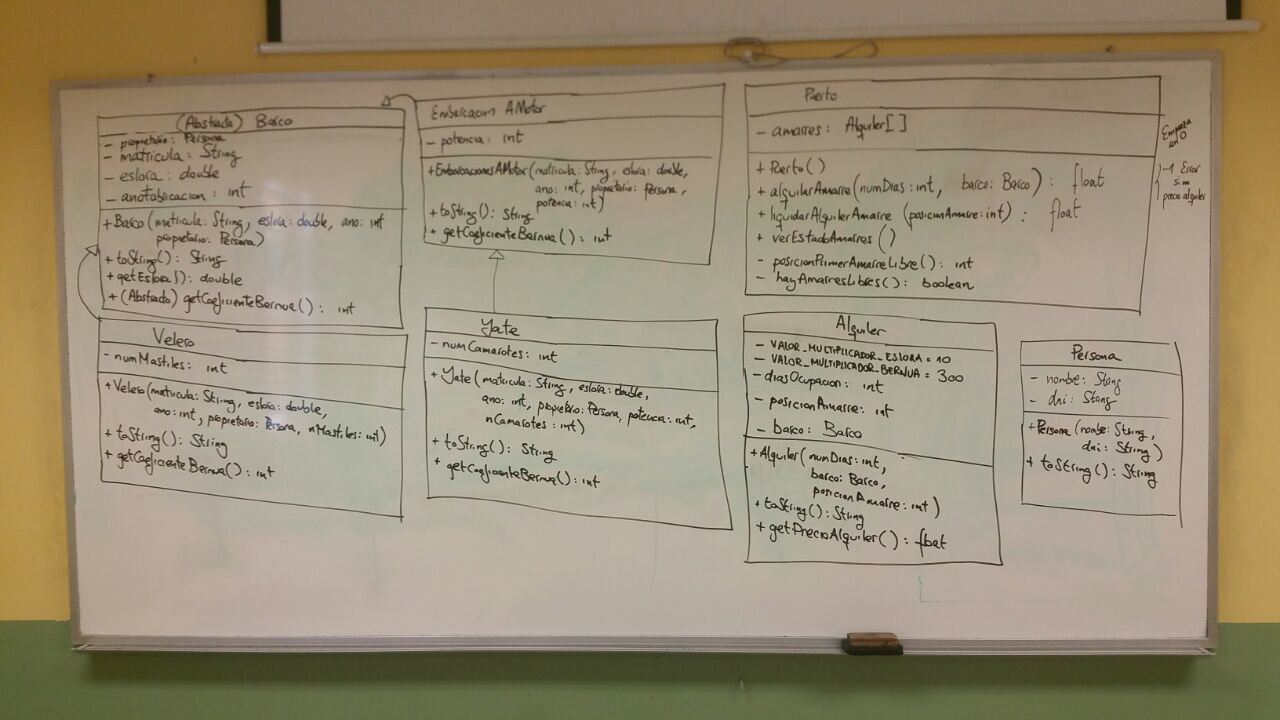 (Abstracta) Barco
- propietario: Persona
- matricula: String
- eslora: double
- anofabricacion: int
+ Barco (matricula: String, eslora: double, ano: int
propietario: Persona)
+ toString(): String
+ getEslora(): double
+ (Abstracto) getCoeficienteBernua(): int
Embarcacion AMotor
- potencia: int
+ EmbarcacionesAMotor (matricula: String, eslora: double,
ano: int, propietario: Persona,
potencia: int)
+ toString(): String
+ getCoeficienteBernua(): int
Puerto
- amarres: Alquiler[]
+ Puerto()
+ alquilarAmarre (numDias: int, barco: Barco): float
+ liquidarAlquilerAmarre (posicionAmarre: int): float
+ verEstadoAmarres ()
- posicionPrimerAmarreLibre(): int
- hayAmarresLibres(): boolean
Empieza
en 0
-1 Error
sin
precio alquiler
Velero
- numMastiles: int
+ Velero (matricula: String, eslora: double,
ano: int, propietario: Persona, nMastiles: int)
+ toString(): String
+ getCoeficienteBernua(): int
Yate
- numCamarotes: int
+ Yate (matricula: String, eslora: double,
ano: int, propietario: Persona, potencia: int,
nCamarotes: int)
+ toString(): String
+ getCoeficienteBernua(): int
Alquiler
- VALOR_MULTIPLICADOR_ESLORA = 10
- VALOR_MULTIPLICADOR_BERNUA = 300
- diasOcupacion: int
- posicionAmarre: int
- barco: Barco
+ Alquiler (numDias: int,
barco: Barco,
posicionAmarre: int)
+ toString(): String
+ getPrecioAlquiler(): float
Persona
- nombre: String
- dni: String
+ Persona (nombre: String,
dni: String)
+ toString(): String